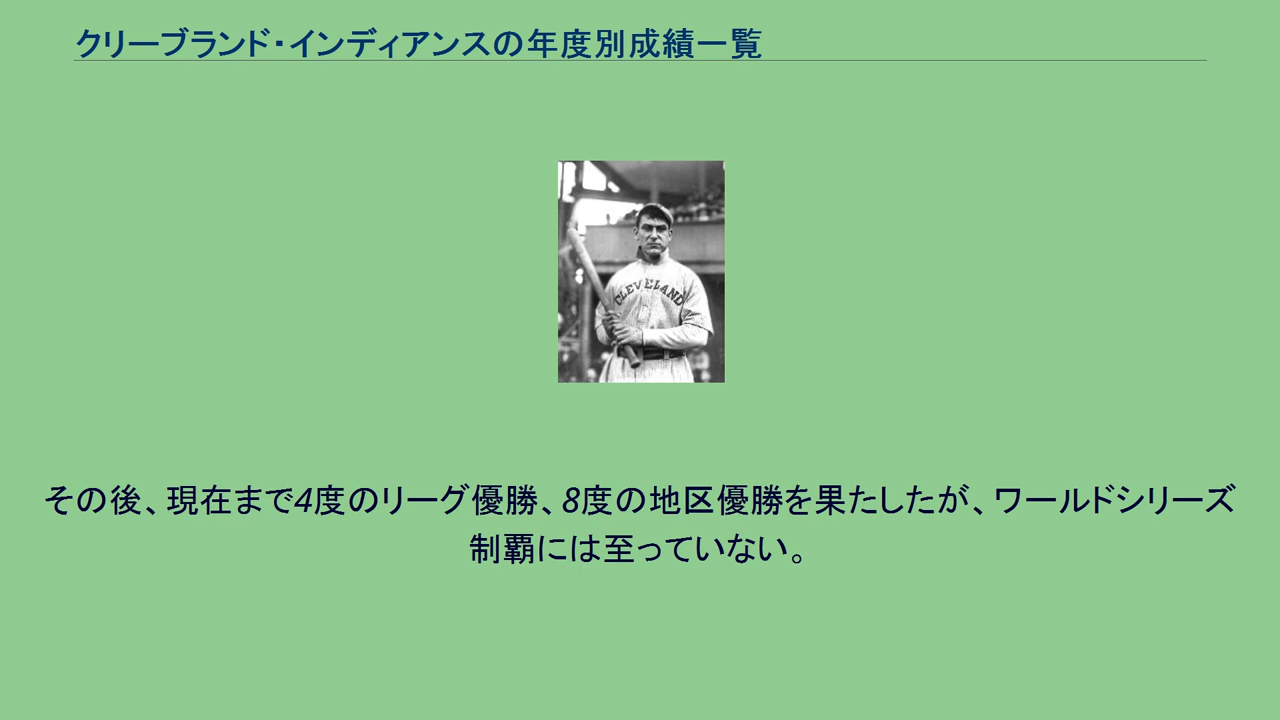 クリーブランド・インディアンスの年度別成績一覧
CLEVELAND
その後、現在まで4度のリーグ優勝、8度の地区優勝を果たしたが、ワールドシリーズ
制覇には至っていない。